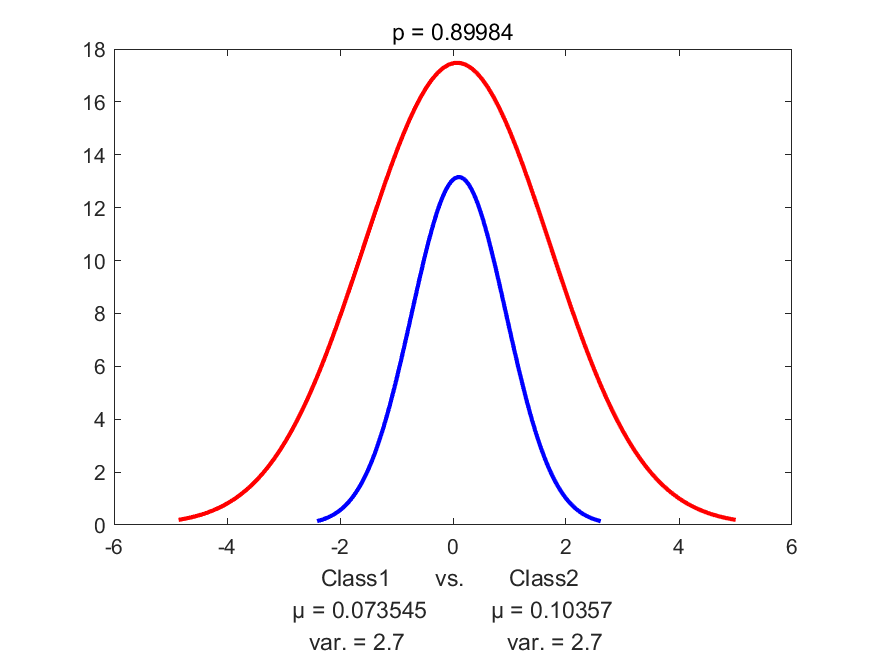 p = 0.89984
18
16
14
12
10
8
6
4
2
0
-6 -4 -2 0 2 4 6
Class1 vs. Class2
μ = 0.073545 μ = 0.10357
var. = 2.7 var. = 2.7